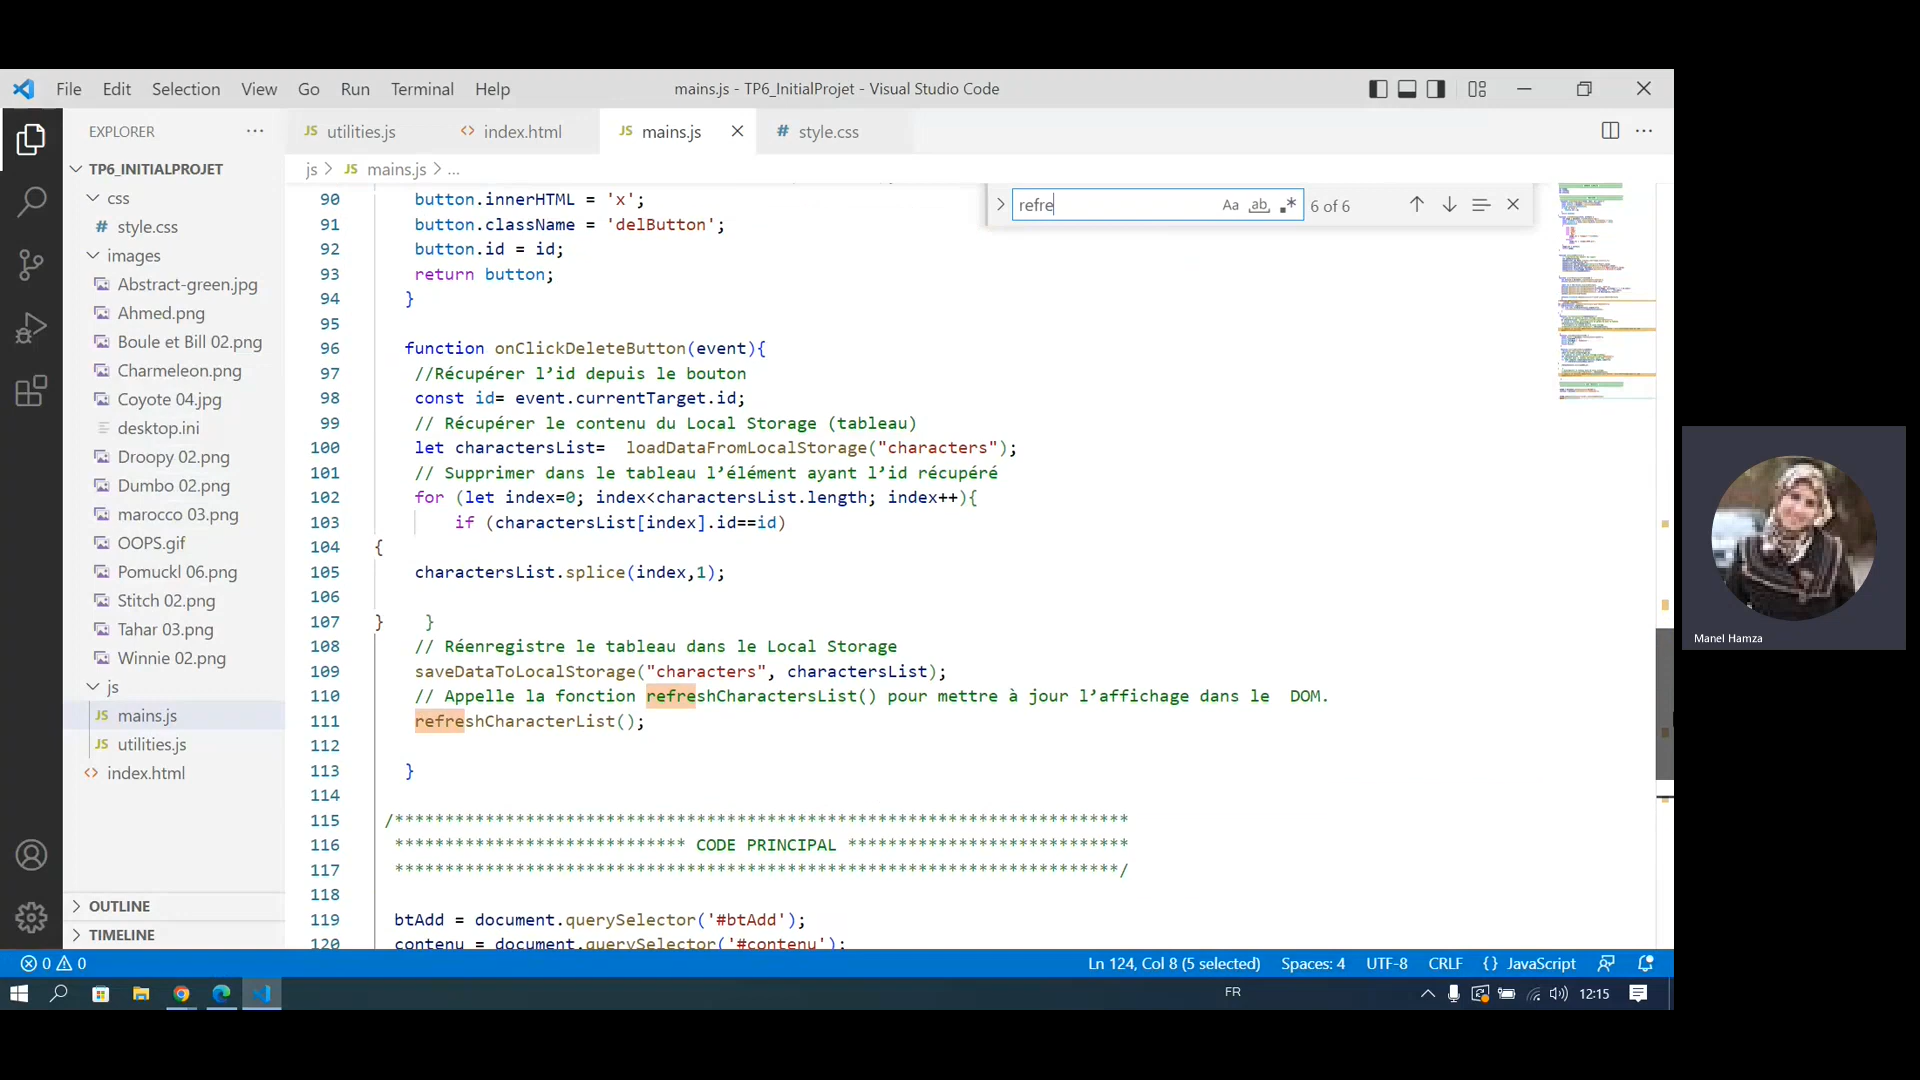 File Edit Selection View Go Run Terminal Help
mains.js - TP6_InitialProjet - Visual Studio Code
EXPLORER
TP6_INITIALPROJET
css
# style.css
images
Abstract-green.jpg
Ahmed.png
Boule et Bill 02.png
Charmeleon.png
Coyote 04.jpg
desktop.ini
Droopy 02.png
Dumbo 02.png
marocco 03.png
OOPS.gif
Pomuckl 06.png
Stitch 02.png
Tahar 03.png
Winnie 02.png
js
JS mains.js
JS utilities.js
<> index.html
OUTLINE
TIMELINE
JS utilities.js <> index.html JS mains.js # style.css
js > JS mains.js > ...
refre Aa ab .* 6 of 6
90 button.innerHTML = 'x';
91 button.className = 'delButton';
92 button.id = id;
93 return button;
94 }
95
96 function onClickDeleteButton(event){
97 //Récupérer l’id depuis le bouton
98 const id= event.currentTarget.id;
99 // Récupérer le contenu du Local Storage (tableau)
100 let charactersList= loadDataFromLocalStorage("characters");
101 // Supprimer dans le tableau l’élément ayant l’id récupéré
102 for (let index=0; index<charactersList.length; index++){
103 if (charactersList[index].id==id)
104 {
105 charactersList.splice(index,1);
106
107 } }
108 // Réenregistre le tableau dans le Local Storage
109 saveDataToLocalStorage("characters", charactersList);
110 // Appelle la fonction refreshCharactersList() pour mettre à jour l’affichage dans le DOM.
111 refreshCharacterList();
112
113 }
114
115 /*************************************************************************
116 ***************************** CODE PRINCIPAL ****************************
117 ************************************************************************/
118
119 btAdd = document.querySelector('#btAdd');
120 contenu = document.querySelector('#contenu');
0 0
Ln 124, Col 8 (5 selected) Spaces: 4 UTF-8 CRLF {} JavaScript
FR
12:15
Manel Hamza